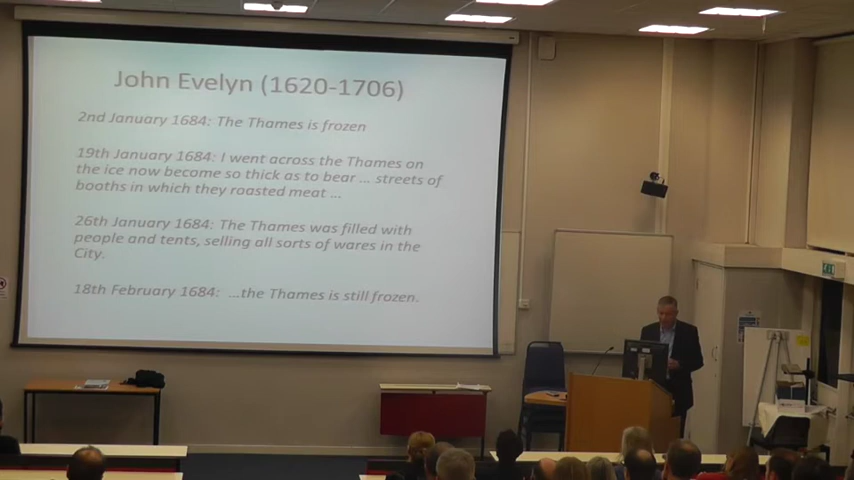 John Evelyn (1620-1706)
2nd January 1684: The Thames is frozen
19th January 1684: I went across the Thames on
the ice now become so thick as to bear ... streets of
booths in which they roasted meat ...
26th January 1684: The Thames was filled with
people and tents, selling all sorts of wares in the
City.
18th February 1684: ...the Thames is still frozen.